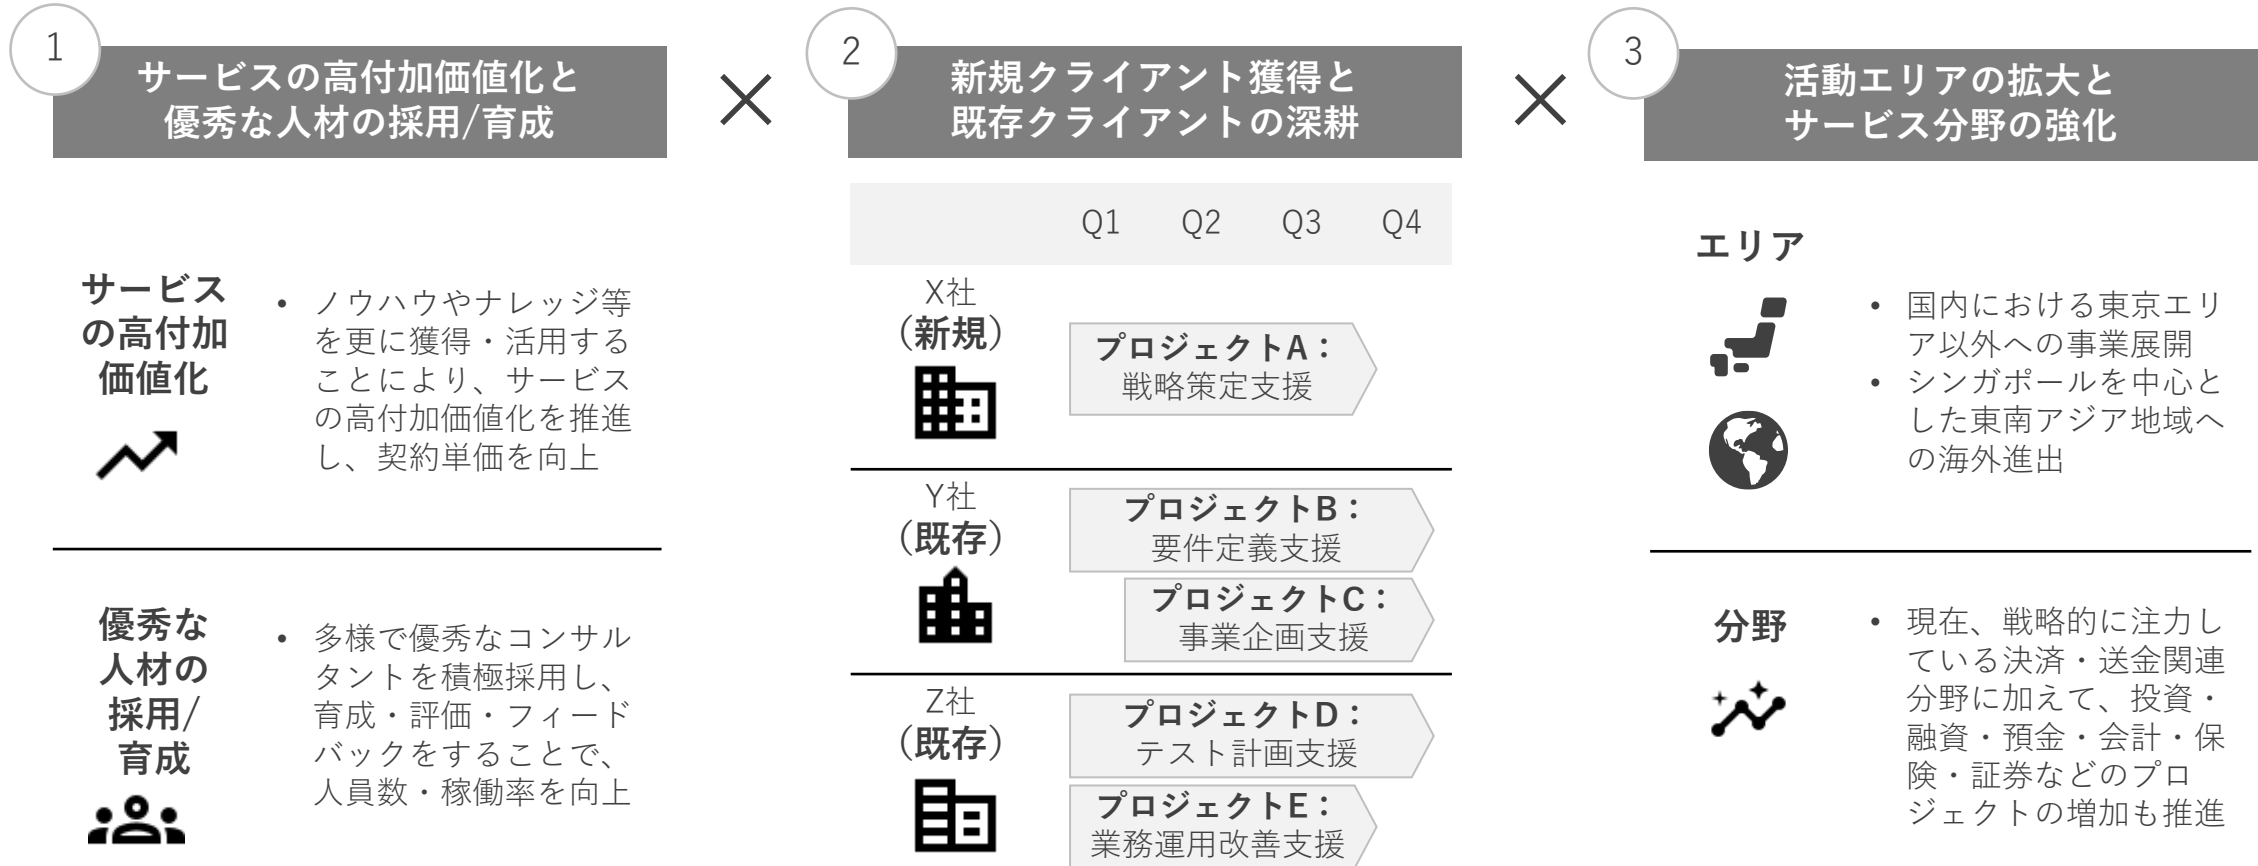 1
サービスの高付加価値化と
優秀な人材の採用/育成
サービス
の高付加
価値化
• ノウハウやナレッジ等
を更に獲得・活用する
ことにより、サービス
の高付加価値化を推進
し、契約単価を向上
優秀な
人材の
採用/
育成
• 多様で優秀なコンサル
タントを積極採用し、
育成・評価・フィード
バックをすることで、
人員数・稼働率を向上
×
2
新規クライアント獲得と
既存クライアントの深耕
Q1 Q2 Q3 Q4
X社
（新規）
プロジェクトA：
戦略策定支援
Y社
（既存）
プロジェクトB：
要件定義支援
プロジェクトC：
事業企画支援
Z社
（既存）
プロジェクトD：
テスト計画支援
プロジェクトE：
業務運用改善支援
×
3
活動エリアの拡大と
サービス分野の強化
エリア
• 国内における東京エリ
ア以外への事業展開
• シンガポールを中心と
した東南アジア地域へ
の海外進出
分野
• 現在、戦略的に注力し
ている決済・送金関連
分野に加えて、投資・
融資・預金・会計・保
険・証券などのプロ
ジェクトの増加も推進